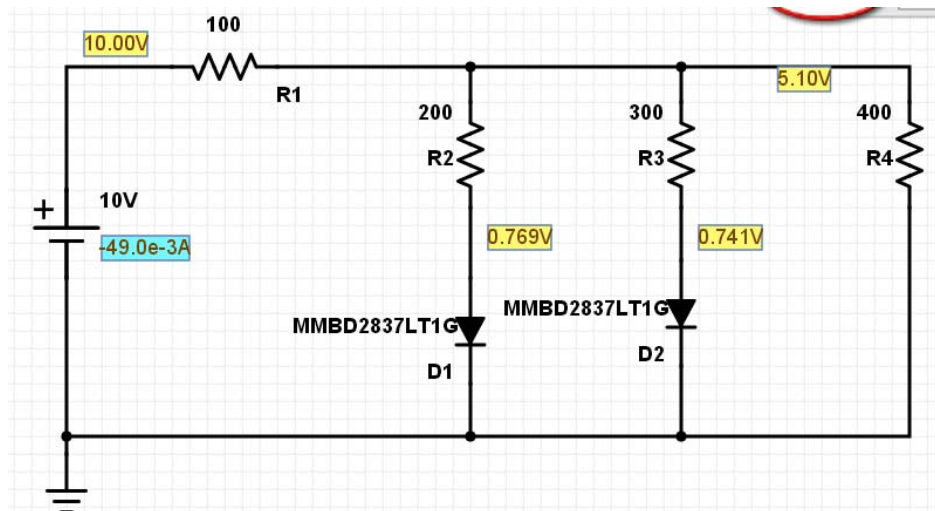 100
10.00V
R1
5.10V
200
300
400
R2
R3
R4
+
10V
-49.0e-3A
0.769V
0.741V
MMBD2837LT1G
MMBD2837LT1G
D2
D1